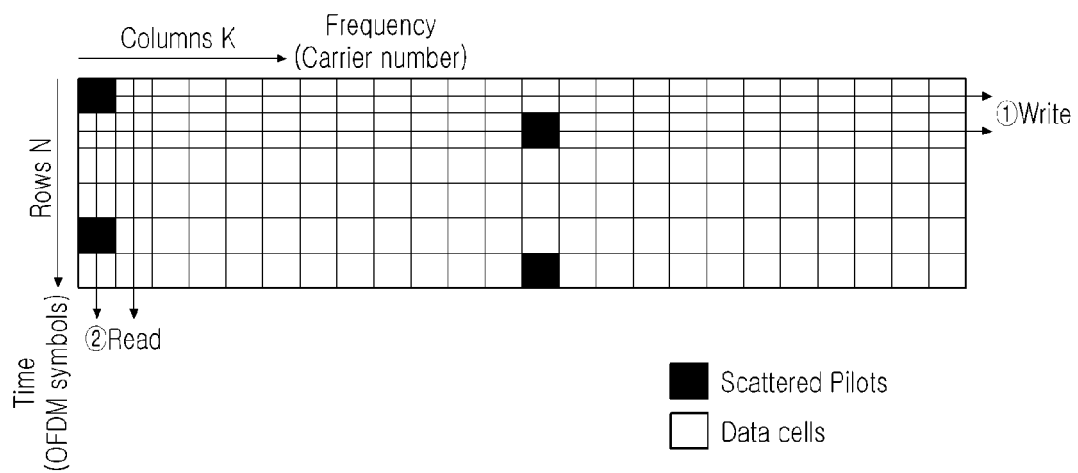 Columns K
Frequency
(Carrier number)
①Write
Rows N
Time
(OFDM symbols)
②Read
Scattered Pilots
Data cells